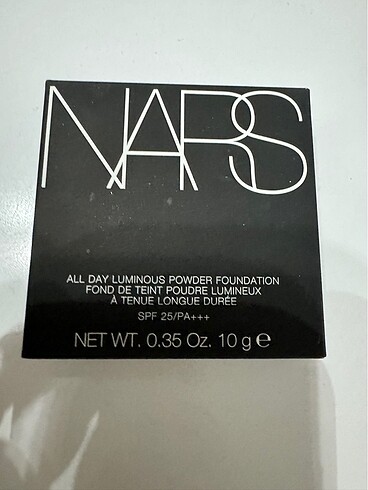 NARS
ALL DAY LUMINOUS POWDER FOUNDATION
FOND DE TEINT POUDRE LUMINEUX
À TENUE LONGUE DURÉE
SPF 25/PA+++
NET WT. 0.35 Oz. 10 g ℮